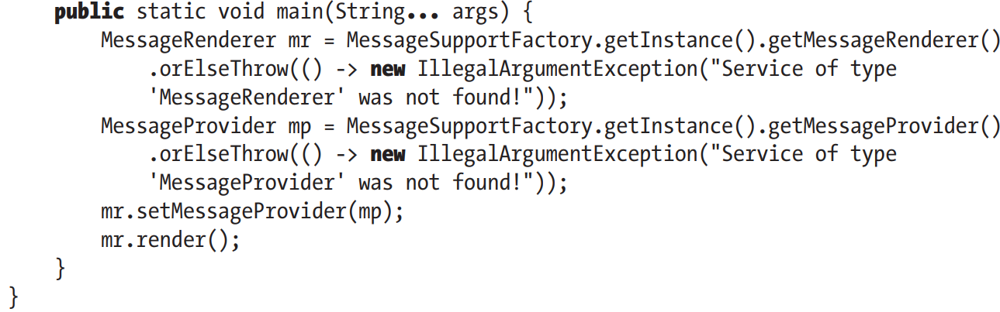 public static void main(String... args) {
MessageRenderer mr = MessageSupportFactory.getInstance().getMessageRenderer()
.orElseThrow(() -> new IllegalArgumentException("Service of type
'MessageRenderer' was not found!"));
MessageProvider mp = MessageSupportFactory.getInstance().getMessageProvider()
.orElseThrow(() -> new IllegalArgumentException("Service of type
'MessageProvider' was not found!"));
mr.setMessageProvider(mp);
mr.render();
}
}